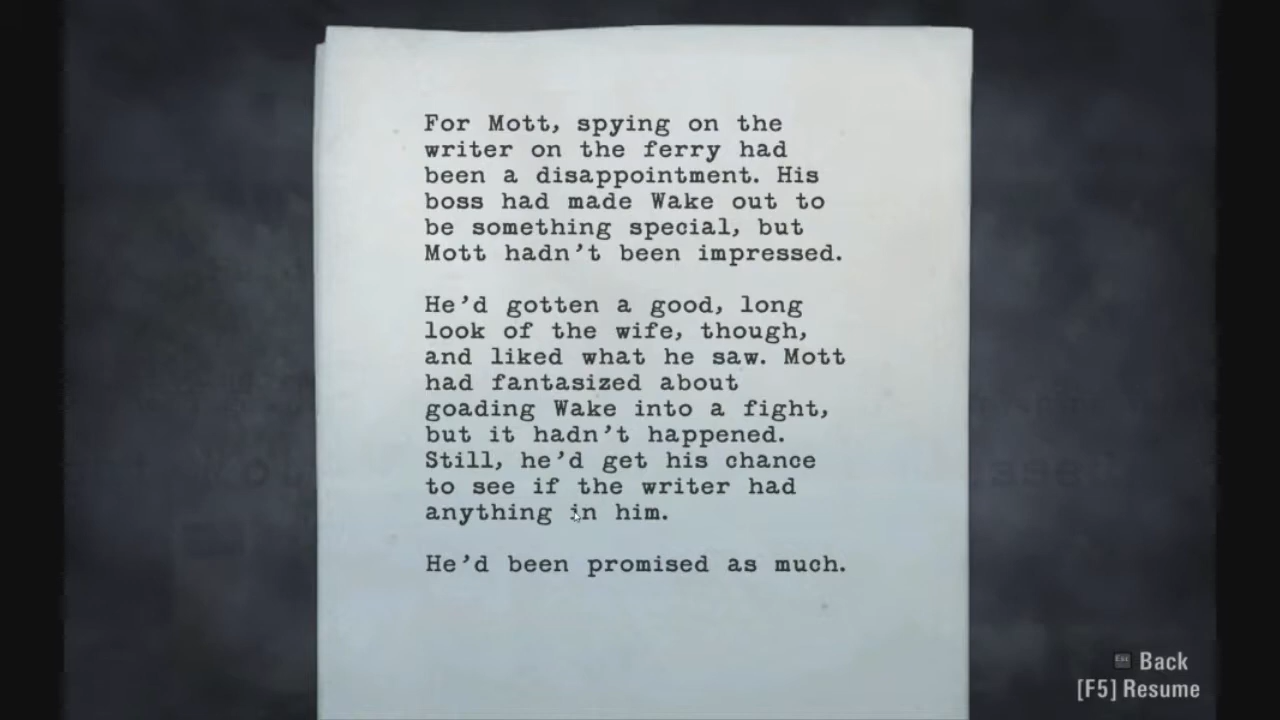 For Mott, spying on the
writer on the ferry had
been a disappointment. His
boss had made Wake out to
be something special, but
Mott hadn't been impressed.
He'd gotten a good, long
look of the wife, though,
and liked what he saw. Mott
had fantasized about
goading Wake into a fight,
but it hadn't happened.
Still, he'd get his chance
to see if the writer had
anything in him.
He'd been promised as much.
Esc Back
[F5] Resume